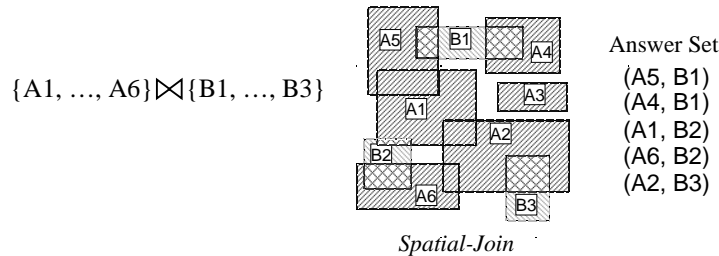 {A1, …, A6}⋈{B1, …, B3}
A5
B1
A4
A1
A3
A2
B2
A6
B3
Spatial-Join
Answer Set
(A5, B1)
(A4, B1)
(A1, B2)
(A6, B2)
(A2, B3)